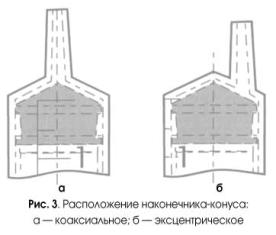 а
б
Рис. 3. Расположение наконечника-конуса:
а — коаксиальное; б — эксцентрическое